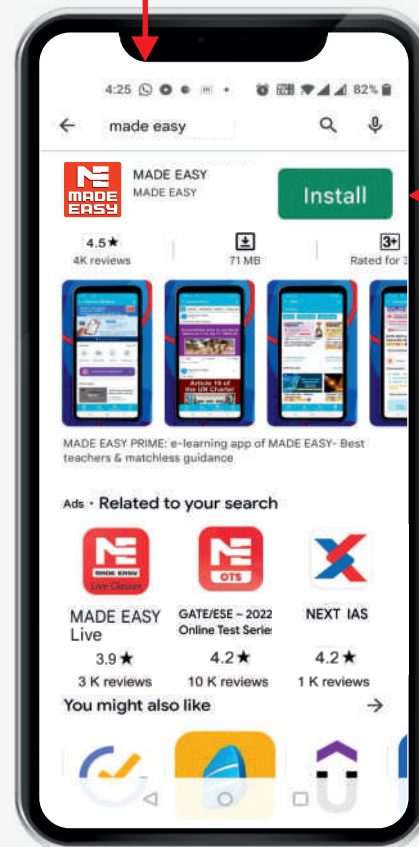 4:25 82%
made easy
NE
MADE EASY
MADE
EASY
MADE EASY
Install
4.5★
4K reviews
71 MB
3+
Rated for 3
Article 19 of
the UN Charter
MADE EASY PRIME: e-learning app of MADE EASY- Best
teachers & matchless guidance
Ads · Related to your search
MADE EASY
Live Classes
OTS
MADE EASY
Live
GATE/ESE – 2022
Online Test Serie
NEXT IAS
3.9★ 4.2★ 4.2★
3 K reviews 10 K reviews 1 K reviews
You might also like